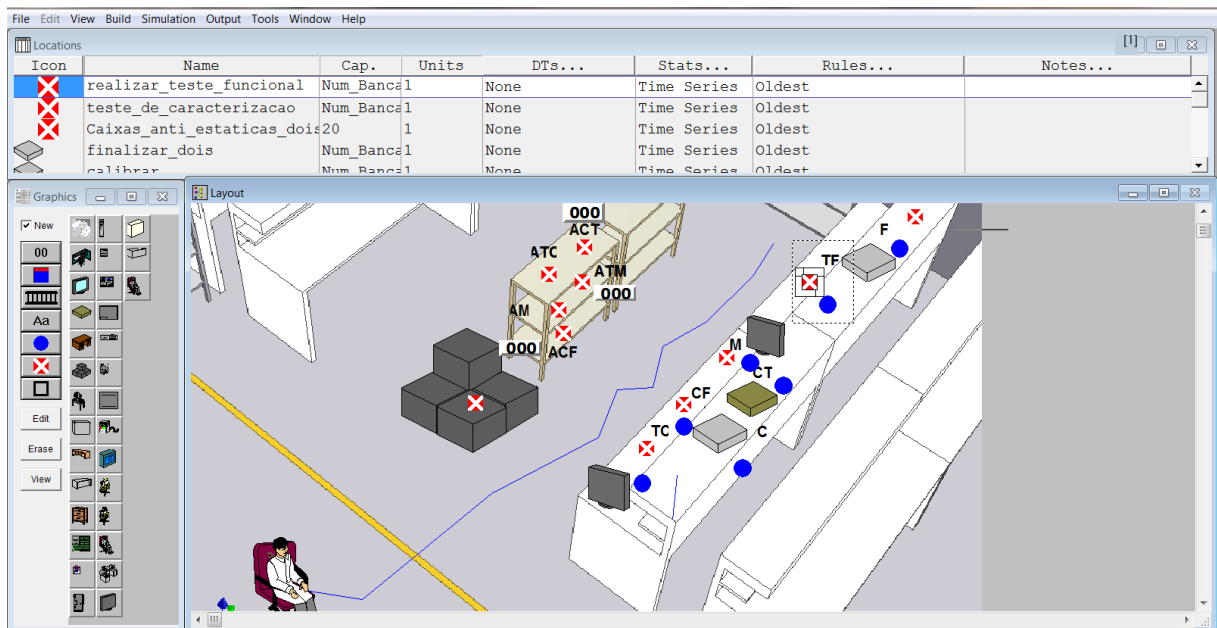 File Edit View Build Simulation Output Tools Window Help
Locations [1]
Icon Name Cap. Units DTs... Stats... Rules... Notes...
realizar_teste_funcional Num_Banca 1 None Time Series Oldest
teste_de_caracterizacao Num_Banca 1 None Time Series Oldest
Caixas_anti_estaticas_dois 20 1 None Time Series Oldest
finalizar_dois Num_Banca 1 None Time Series Oldest
calibrar Num_Banca 1 None Time Series Oldest
Graphics
New
00
Aa
Edit
Erase
View
Layout
000
ACT
ATC
ATM
000
AM
000 ACF
F
TF
M
CT
CF
TC
C